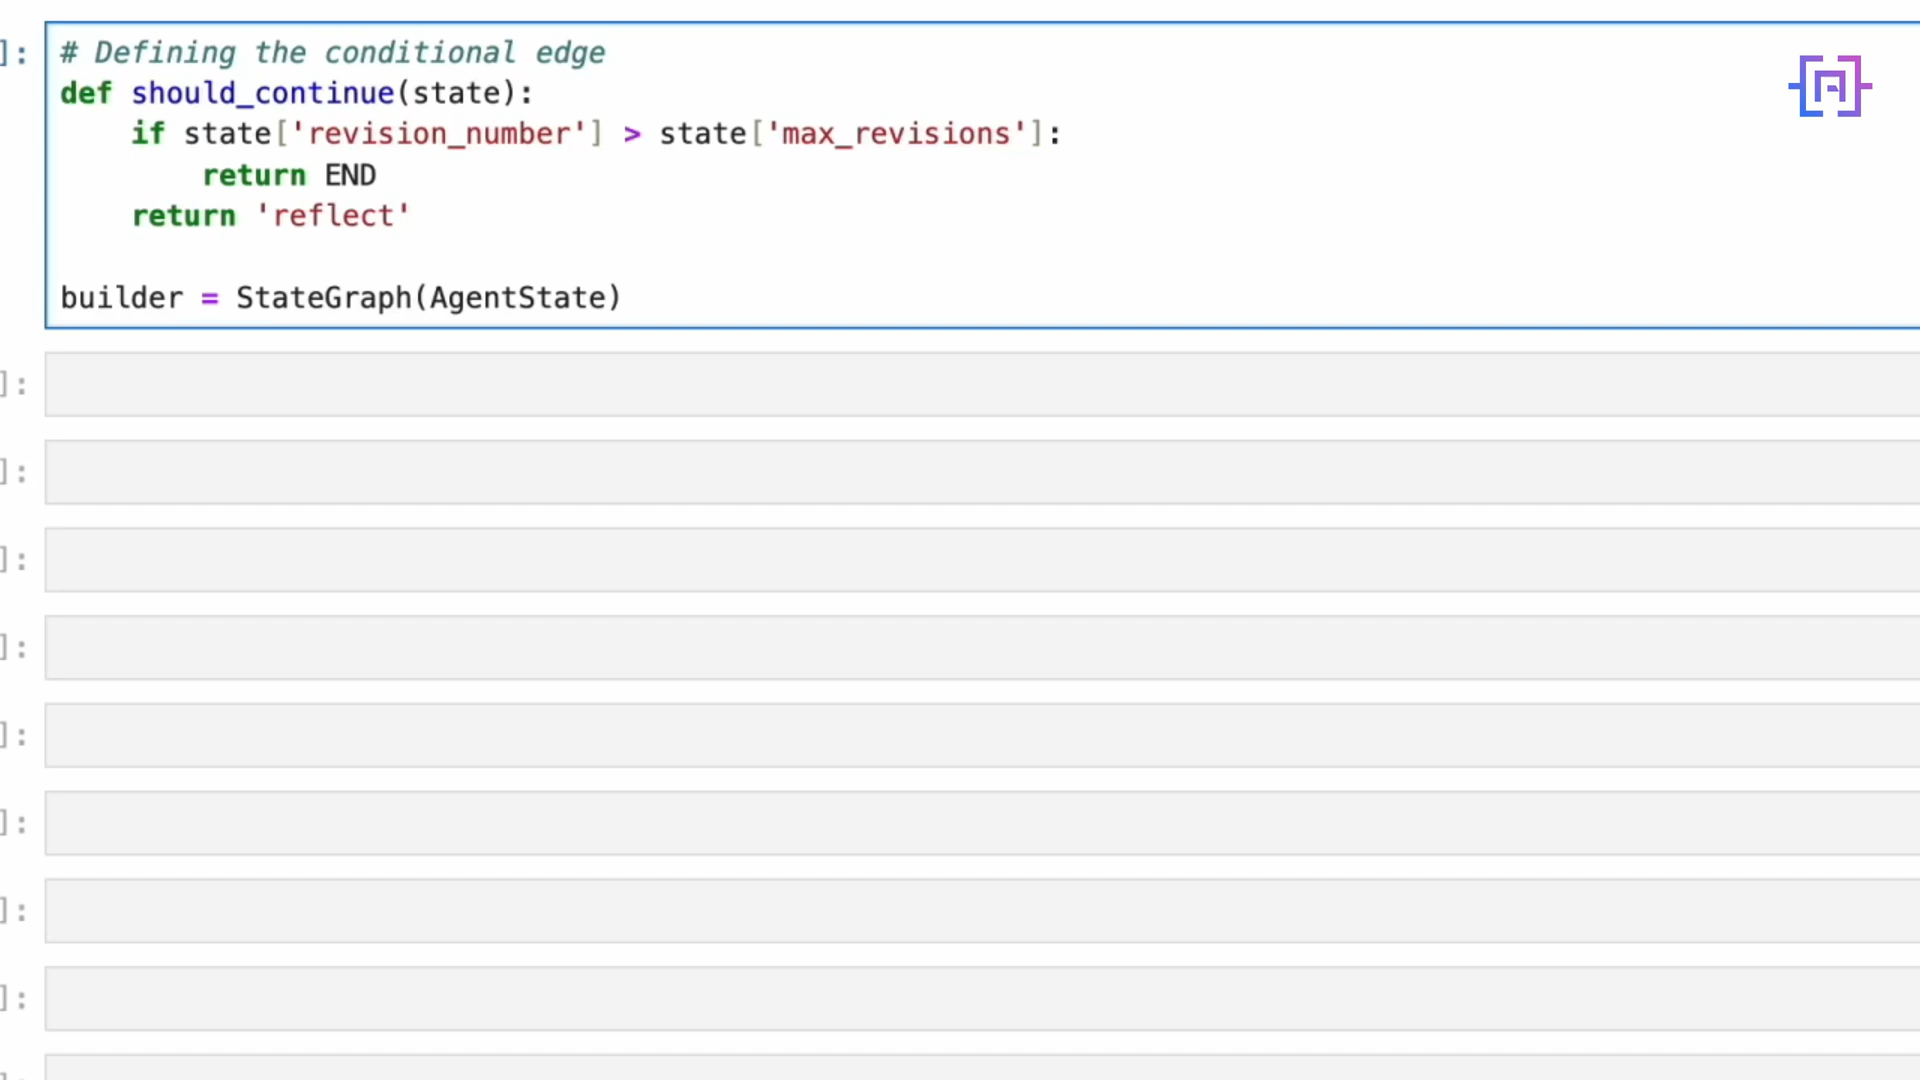 ]:
# Defining the conditional edge
def should_continue(state):
    if state['revision_number'] > state['max_revisions']:
        return END
    return 'reflect'
builder = StateGraph(AgentState)
]:
]:
]:
]:
]:
]:
]:
]:
]: